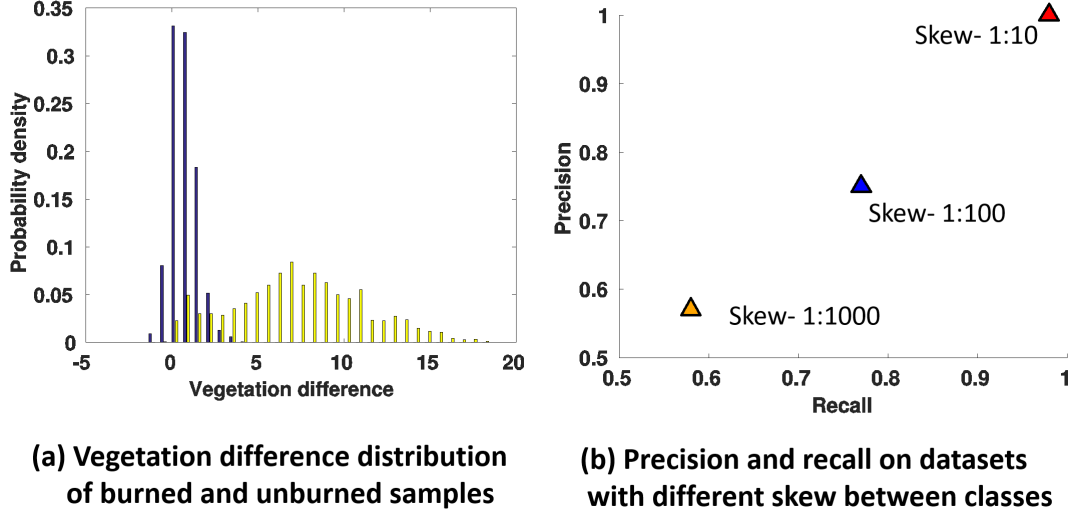 0.35
0.3
0.25
0.2
0.15
0.1
0.05
0
Probability density
-5
0
5
10
15
20
Vegetation difference
(a) Vegetation difference distribution
of burned and unburned samples
1
0.9
0.8
0.7
0.6
0.5
Precision
Skew- 1:10
Skew- 1:100
Skew- 1:1000
0.5
0.6
0.7
0.8
0.9
1
Recall
(b) Precision and recall on datasets
with different skew between classes